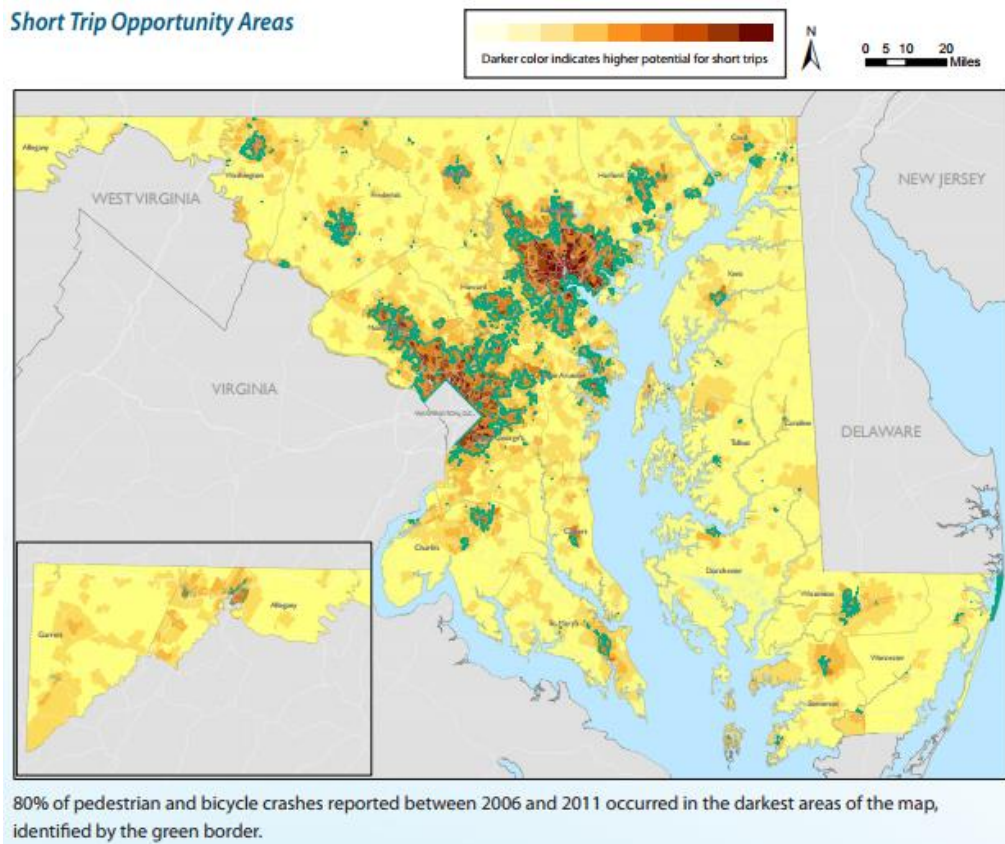 Short Trip Opportunity Areas
Darker color indicates higher potential for short trips
N
0 5 10 20
Miles
Allegany
Washington
Frederick
Harford
Cecil
WEST VIRGINIA
NEW JERSEY
Kent
Howard
VIRGINIA
WASHINGTON, D.C.
Caroline
Talbot
DELAWARE
Charles
Calvert
Dorchester
Wicomico
St. Mary's
Worcester
Somerset
Garrett
Allegany
80% of pedestrian and bicycle crashes reported between 2006 and 2011 occurred in the darkest areas of the map,
identified by the green border.